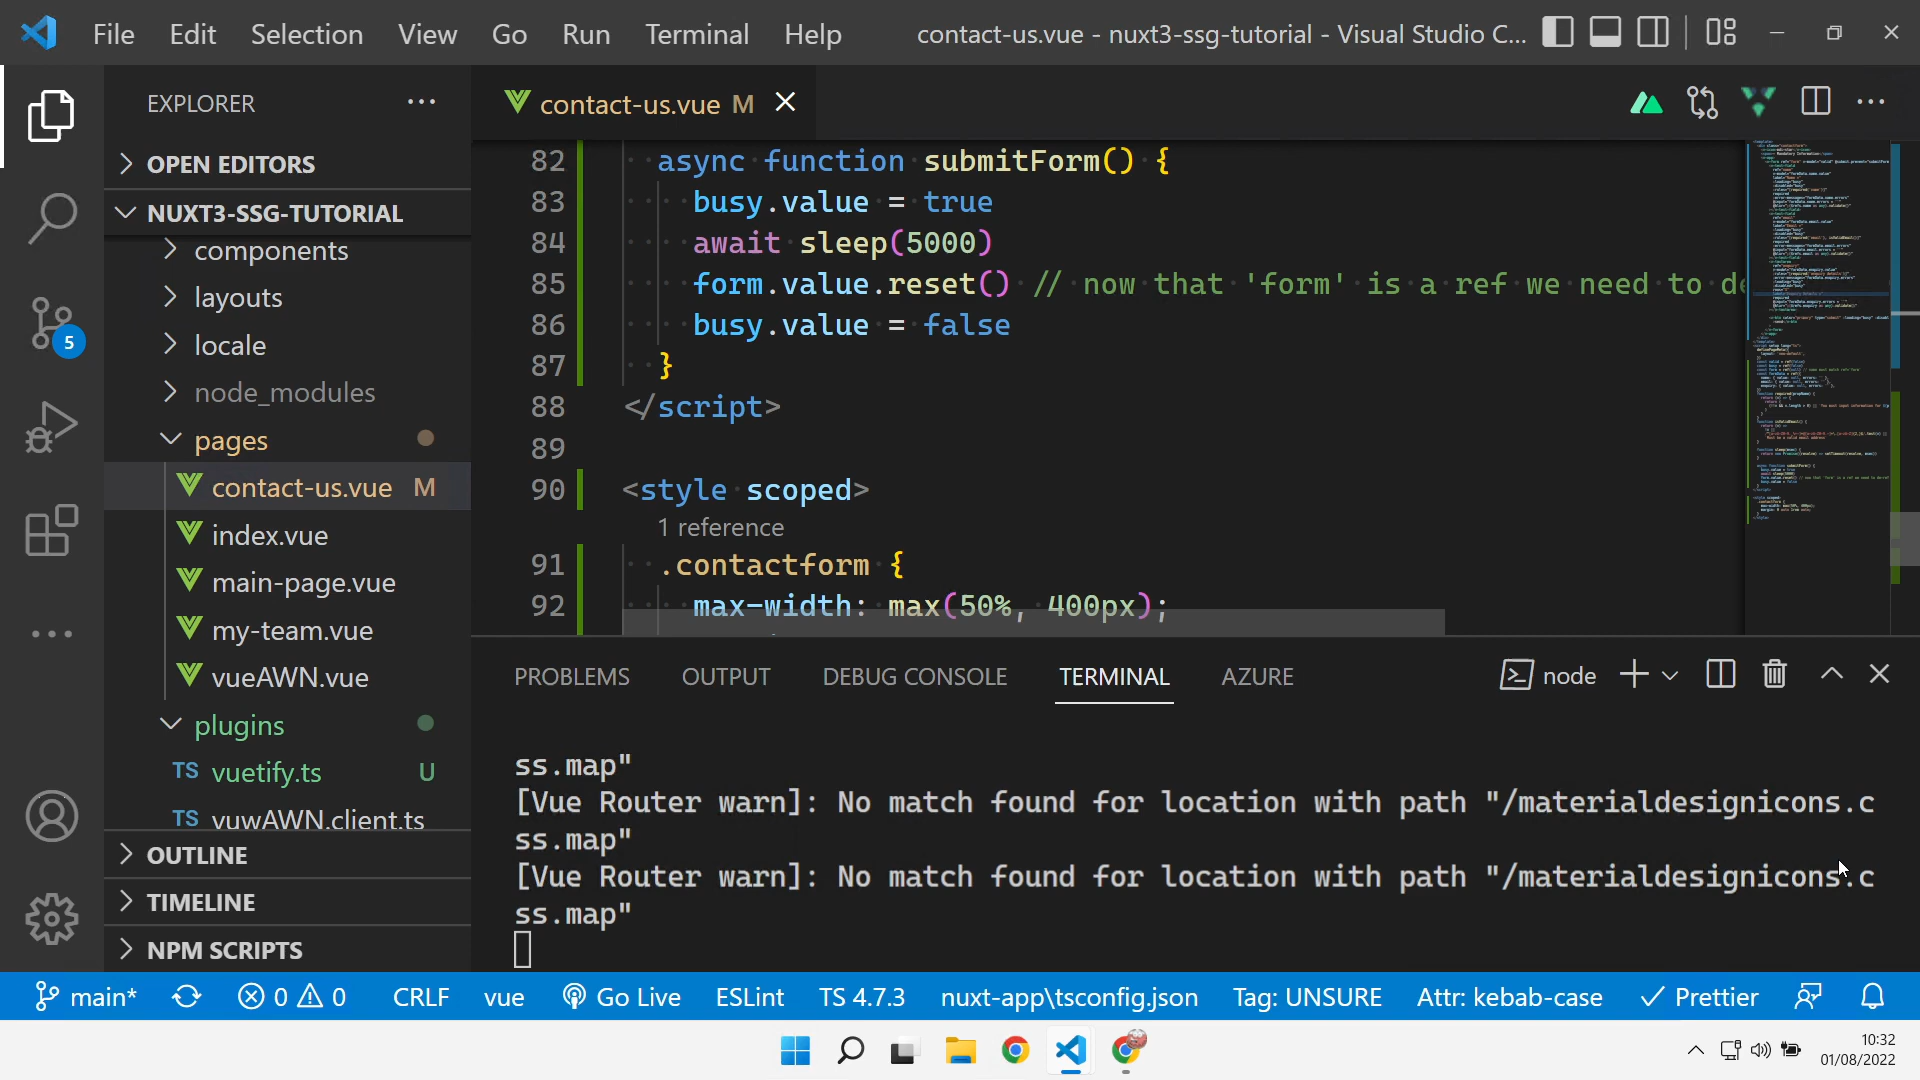 File Edit Selection View Go Run Terminal Help
contact-us.vue - nuxt3-ssg-tutorial - Visual Studio C...
EXPLORER
OPEN EDITORS
NUXT3-SSG-TUTORIAL
components
layouts
locale
node_modules
pages
contact-us.vue M
index.vue
main-page.vue
my-team.vue
vueAWN.vue
plugins
TS vuetify.ts U
TS vuwAWN.client.ts
OUTLINE
TIMELINE
NPM SCRIPTS
5
contact-us.vue M
82 async function submitForm() {
83 busy.value = true
84 await sleep(5000)
85 form.value.reset() // now that 'form' is a ref we need to de
86 busy.value = false
87 }
88 </script>
89
90 <style scoped>
1 reference
91 .contactform {
92 max-width: max(50%, 400px);
PROBLEMS OUTPUT DEBUG CONSOLE TERMINAL AZURE
node
ss.map"
[Vue Router warn]: No match found for location with path "/materialdesignicons.c
ss.map"
[Vue Router warn]: No match found for location with path "/materialdesignicons.c
ss.map"
main* 0 0 CRLF vue Go Live ESLint TS 4.7.3 nuxt-app\tsconfig.json Tag: UNSURE Attr: kebab-case Prettier
10:32
01/08/2022